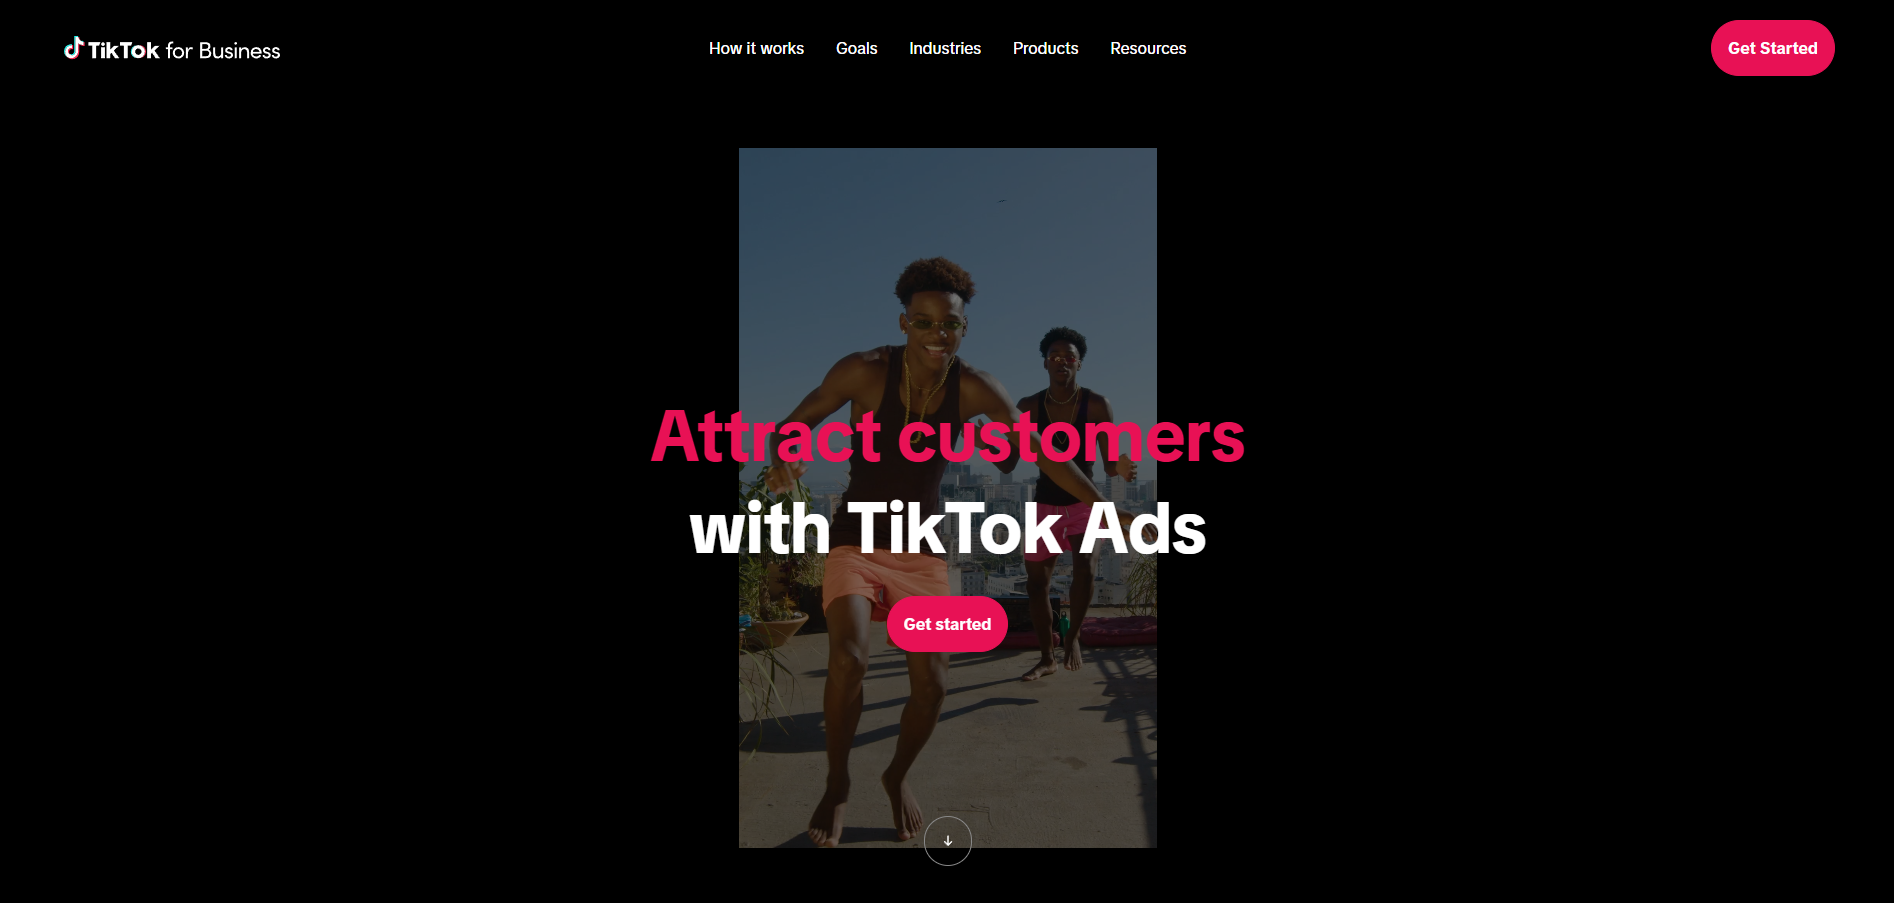 TikTok for Business
How it works
Goals
Industries
Products
Resources
Get Started
Attract customers
with TikTok Ads
Get started